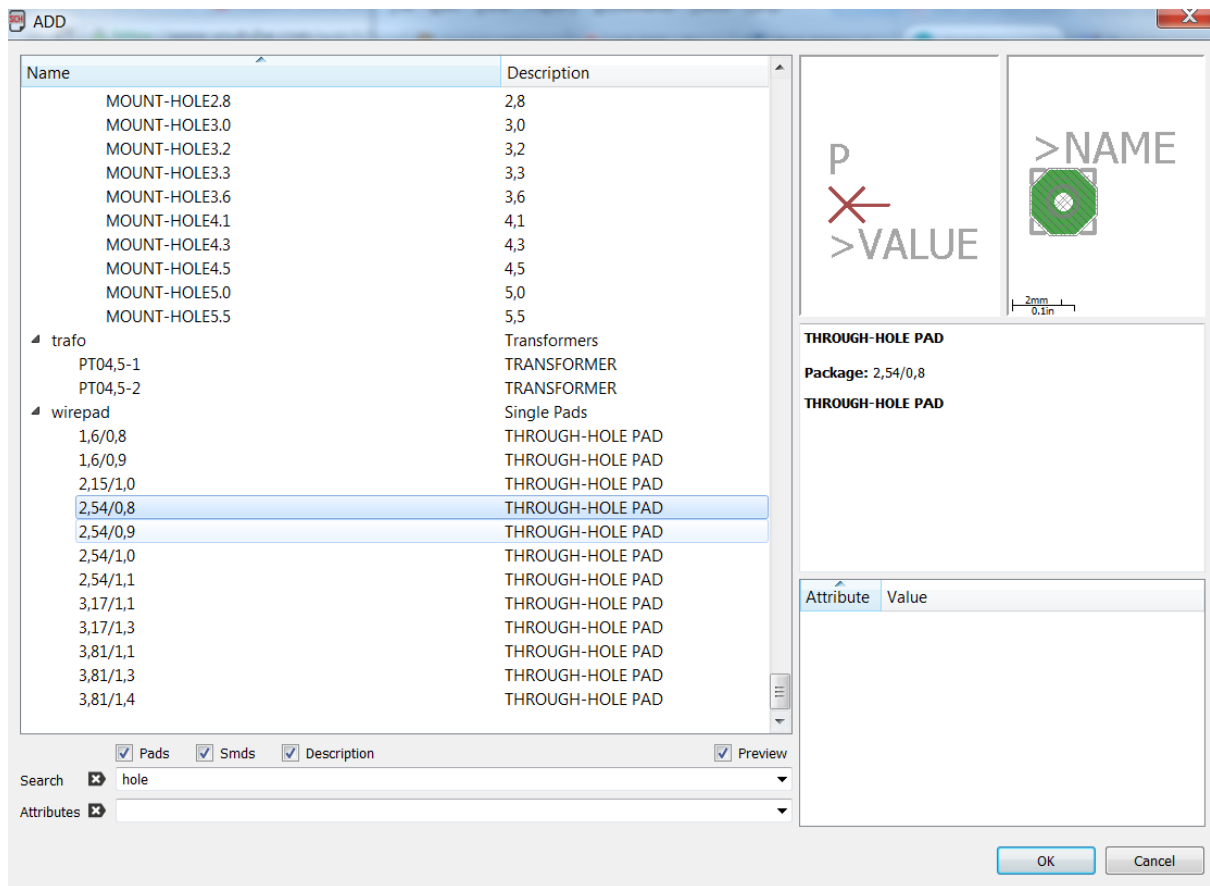 SCH ADD
Name Description
MOUNT-HOLE2.8 2,8
MOUNT-HOLE3.0 3,0
MOUNT-HOLE3.2 3,2
MOUNT-HOLE3.3 3,3
MOUNT-HOLE3.6 3,6
MOUNT-HOLE4.1 4,1
MOUNT-HOLE4.3 4,3
MOUNT-HOLE4.5 4,5
MOUNT-HOLE5.0 5,0
MOUNT-HOLE5.5 5,5
trafo Transformers
PT04,5-1 TRANSFORMER
PT04,5-2 TRANSFORMER
wirepad Single Pads
1,6/0,8 THROUGH-HOLE PAD
1,6/0,9 THROUGH-HOLE PAD
2,15/1,0 THROUGH-HOLE PAD
2,54/0,8 THROUGH-HOLE PAD
2,54/0,9 THROUGH-HOLE PAD
2,54/1,0 THROUGH-HOLE PAD
2,54/1,1 THROUGH-HOLE PAD
3,17/1,1 THROUGH-HOLE PAD
3,17/1,3 THROUGH-HOLE PAD
3,81/1,1 THROUGH-HOLE PAD
3,81/1,3 THROUGH-HOLE PAD
3,81/1,4 THROUGH-HOLE PAD
Pads Smds Description Preview
Search hole
Attributes
P
>VALUE
>NAME
2mm
0.1in
THROUGH-HOLE PAD
Package: 2,54/0,8
THROUGH-HOLE PAD
Attribute Value
OK Cancel